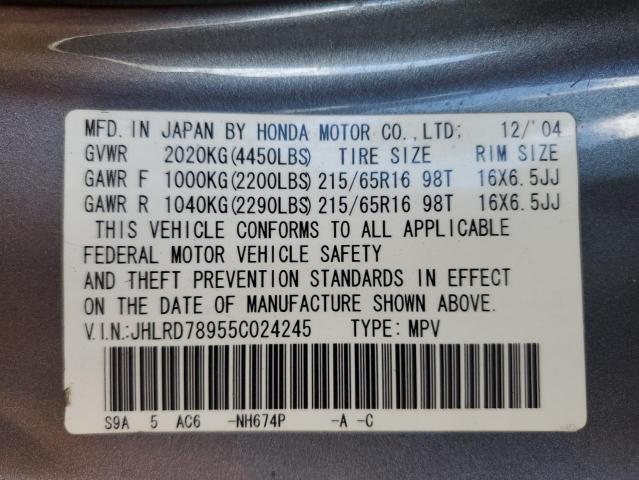 MFD. IN JAPAN BY HONDA MOTOR CO., LTD; 12/'04
GVWR 2020KG(4450LBS) TIRE SIZE RIM SIZE
GAWR F 1000KG(2200LBS) 215/65R16 98T 16X6.5JJ
GAWR R 1040KG(2290LBS) 215/65R16 98T 16X6.5JJ
THIS VEHICLE CONFORMS TO ALL APPLICABLE
FEDERAL MOTOR VEHICLE SAFETY
AND THEFT PREVENTION STANDARDS IN EFFECT
ON THE DATE OF MANUFACTURE SHOWN ABOVE.
V.I.N.:JHLRD78955C024245 TYPE: MPV
S9A 5 AC6 -NH674P -A -C